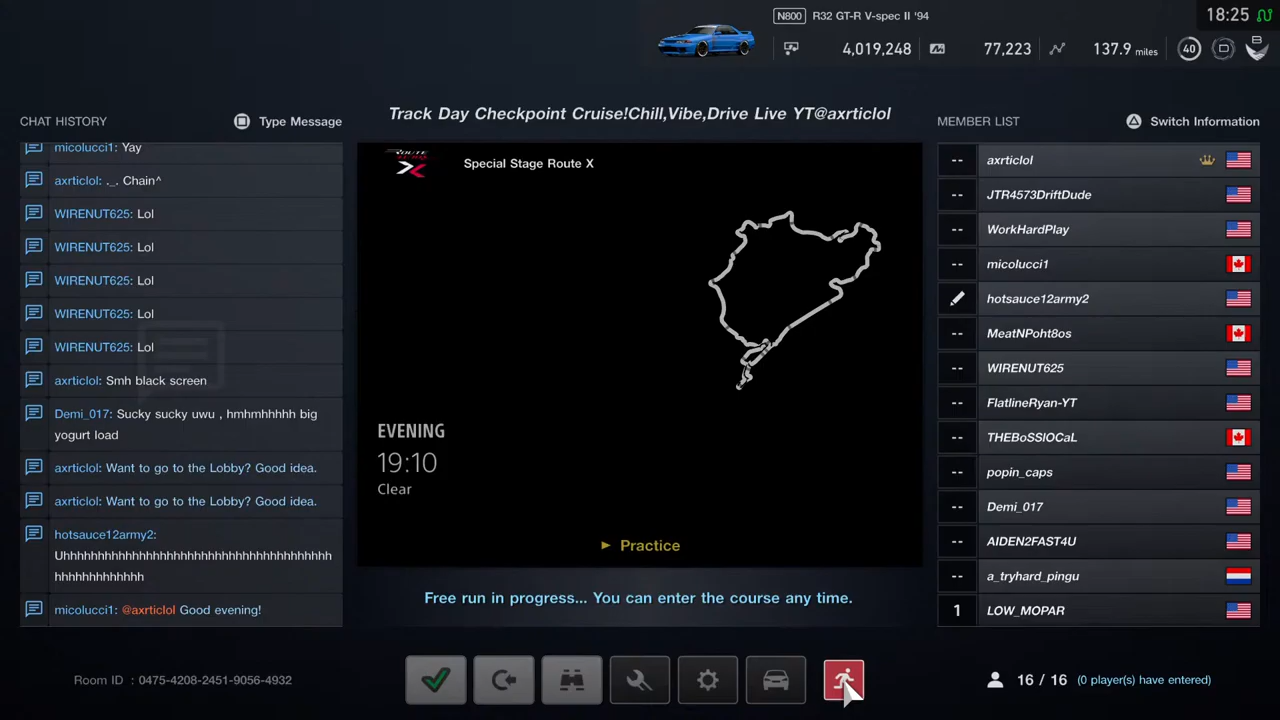 N800 R32 GT-R V-spec II '94
18:25
4,019,248 77,223 137.9 miles 40
CHAT HISTORY Type Message
micolucci1: Yay
axrticlol: ._. Chain^
WIRENUT625: Lol
WIRENUT625: Lol
WIRENUT625: Lol
WIRENUT625: Lol
WIRENUT625: Lol
axrticlol: Smh black screen
Demi_017: Sucky sucky uwu , hmhmhhhhh big
yogurt load
axrticlol: Want to go to the Lobby? Good idea.
axrticlol: Want to go to the Lobby? Good idea.
hotsauce12army2:
Uhhhhhhhhhhhhhhhhhhhhhhhhhhhhhhhhhhhh
hhhhhhhhhhhhh
micolucci1: @axrticlol Good evening!
Track Day Checkpoint Cruise!Chill,Vibe,Drive Live YT@axrticlol
ROUTE X
Special Stage Route X
EVENING
19:10
Clear
Practice
Free run in progress... You can enter the course any time.
MEMBER LIST Switch Information
-- axrticlol
-- JTR4573DriftDude
-- WorkHardPlay
-- micolucci1
hotsauce12army2
-- MeatNPoht8os
-- WIRENUT625
-- FlatlineRyan-YT
-- THEBoSSlOCaL
-- popin_caps
-- Demi_017
-- AIDEN2FAST4U
-- a_tryhard_pingu
1 LOW_MOPAR
Room ID : 0475-4208-2451-9056-4932
16 / 16 (0 player(s) have entered)